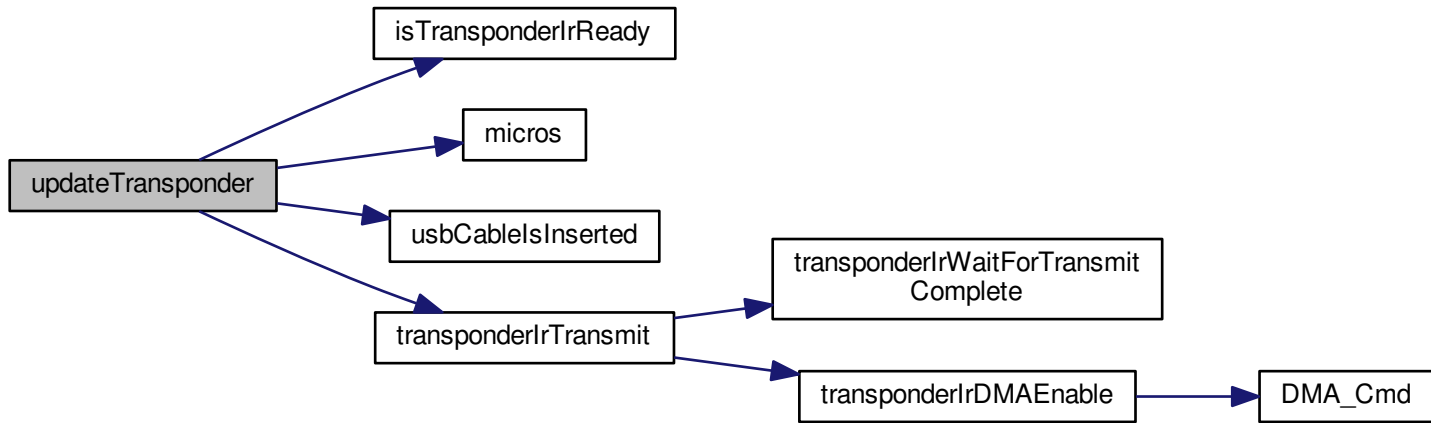 isTransponderIrReady
micros
updateTransponder
usbCableIsInserted
transponderIrWaitForTransmit
Complete
transponderIrTransmit
transponderIrDMAEnable
DMA_Cmd